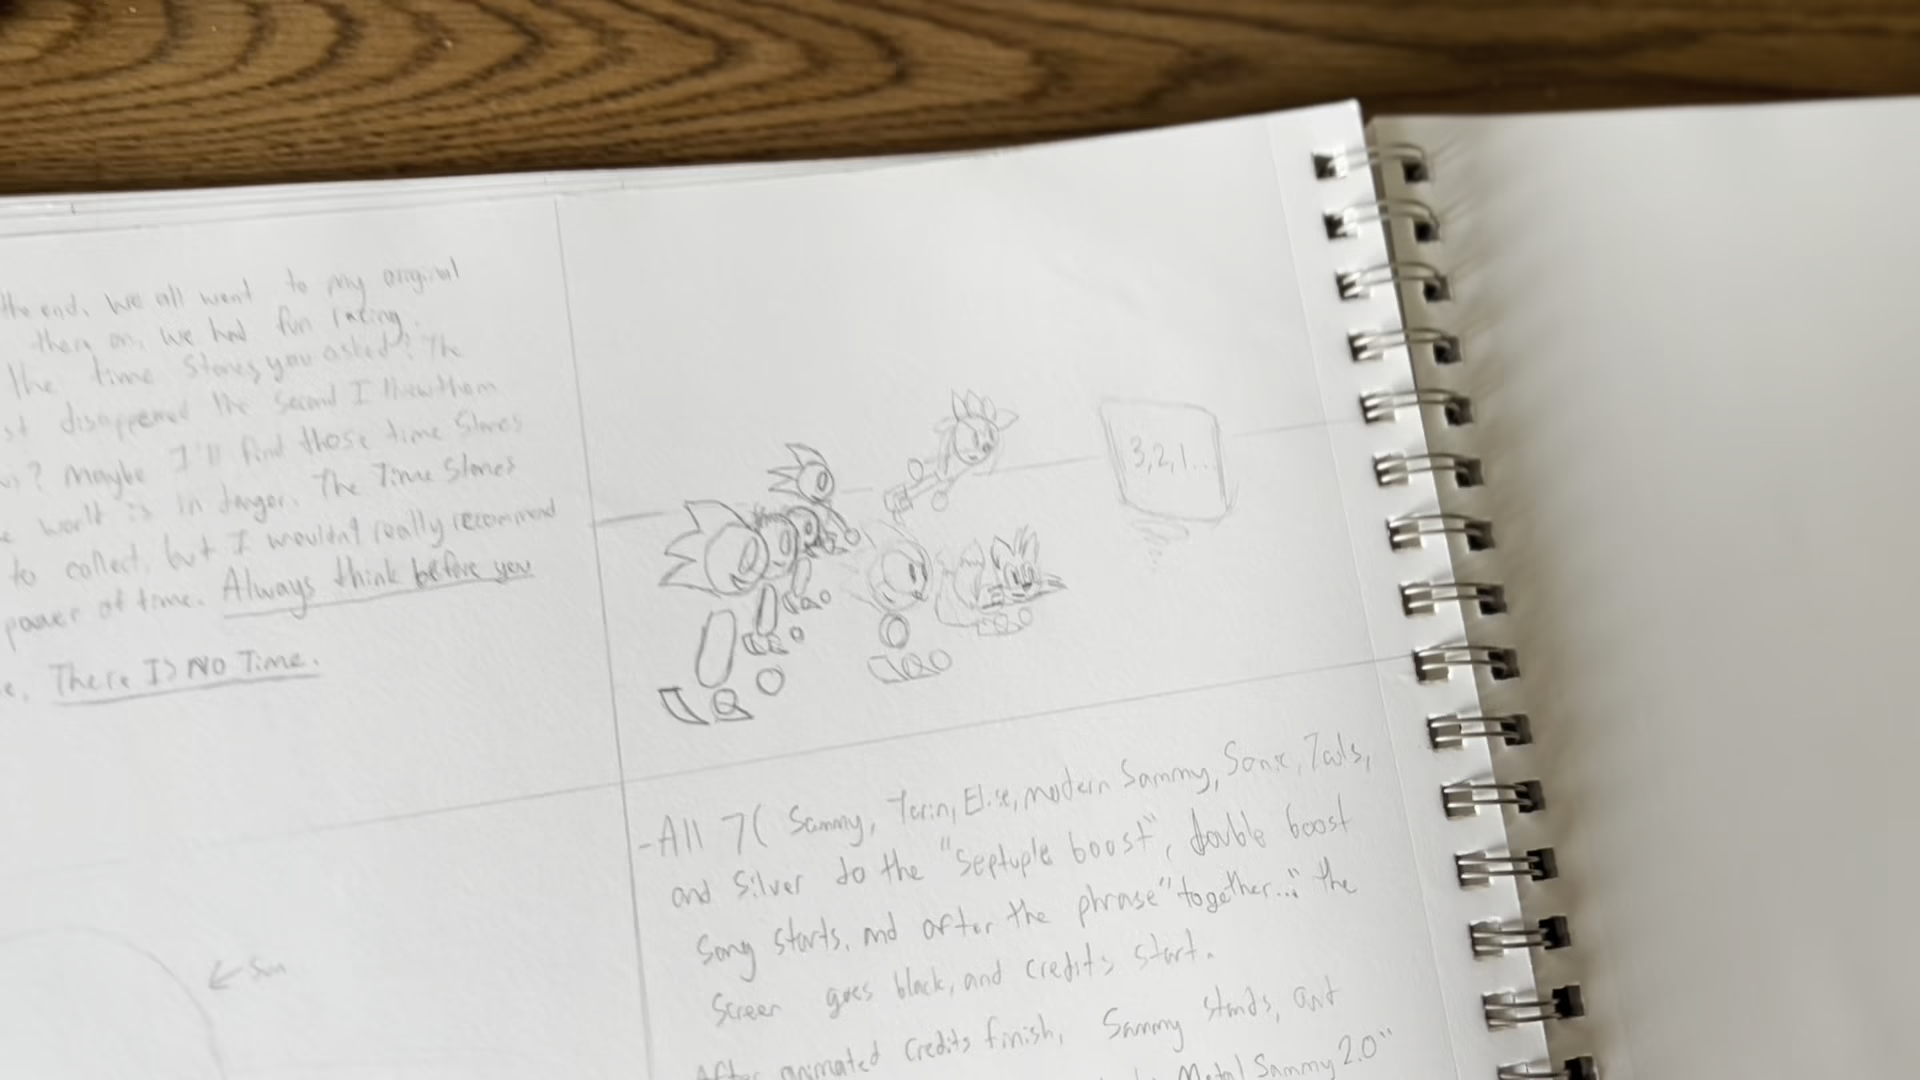 the end, we all went to my original
then on, we had fun racing.
the time Stones, you asked? The
st disappeared the second I threw them
? Maybe I'll find those time Stones
e world is in danger. The Time Stones
to collect, but I wouldn't really recommend
power of time. Always think before you
e. There Is No Time.
← Sun
3,2,1...
-All 7( Sammy, Tarin, Elise, modern Sammy, Sonic, Tails,
and Silver do the "Septuple boost", double boost
Song starts, and after the phrase "together..." the
Screen goes black, and credits start.
After animated Credits finish, Sammy stands, and
Metal Sammy 2.0"